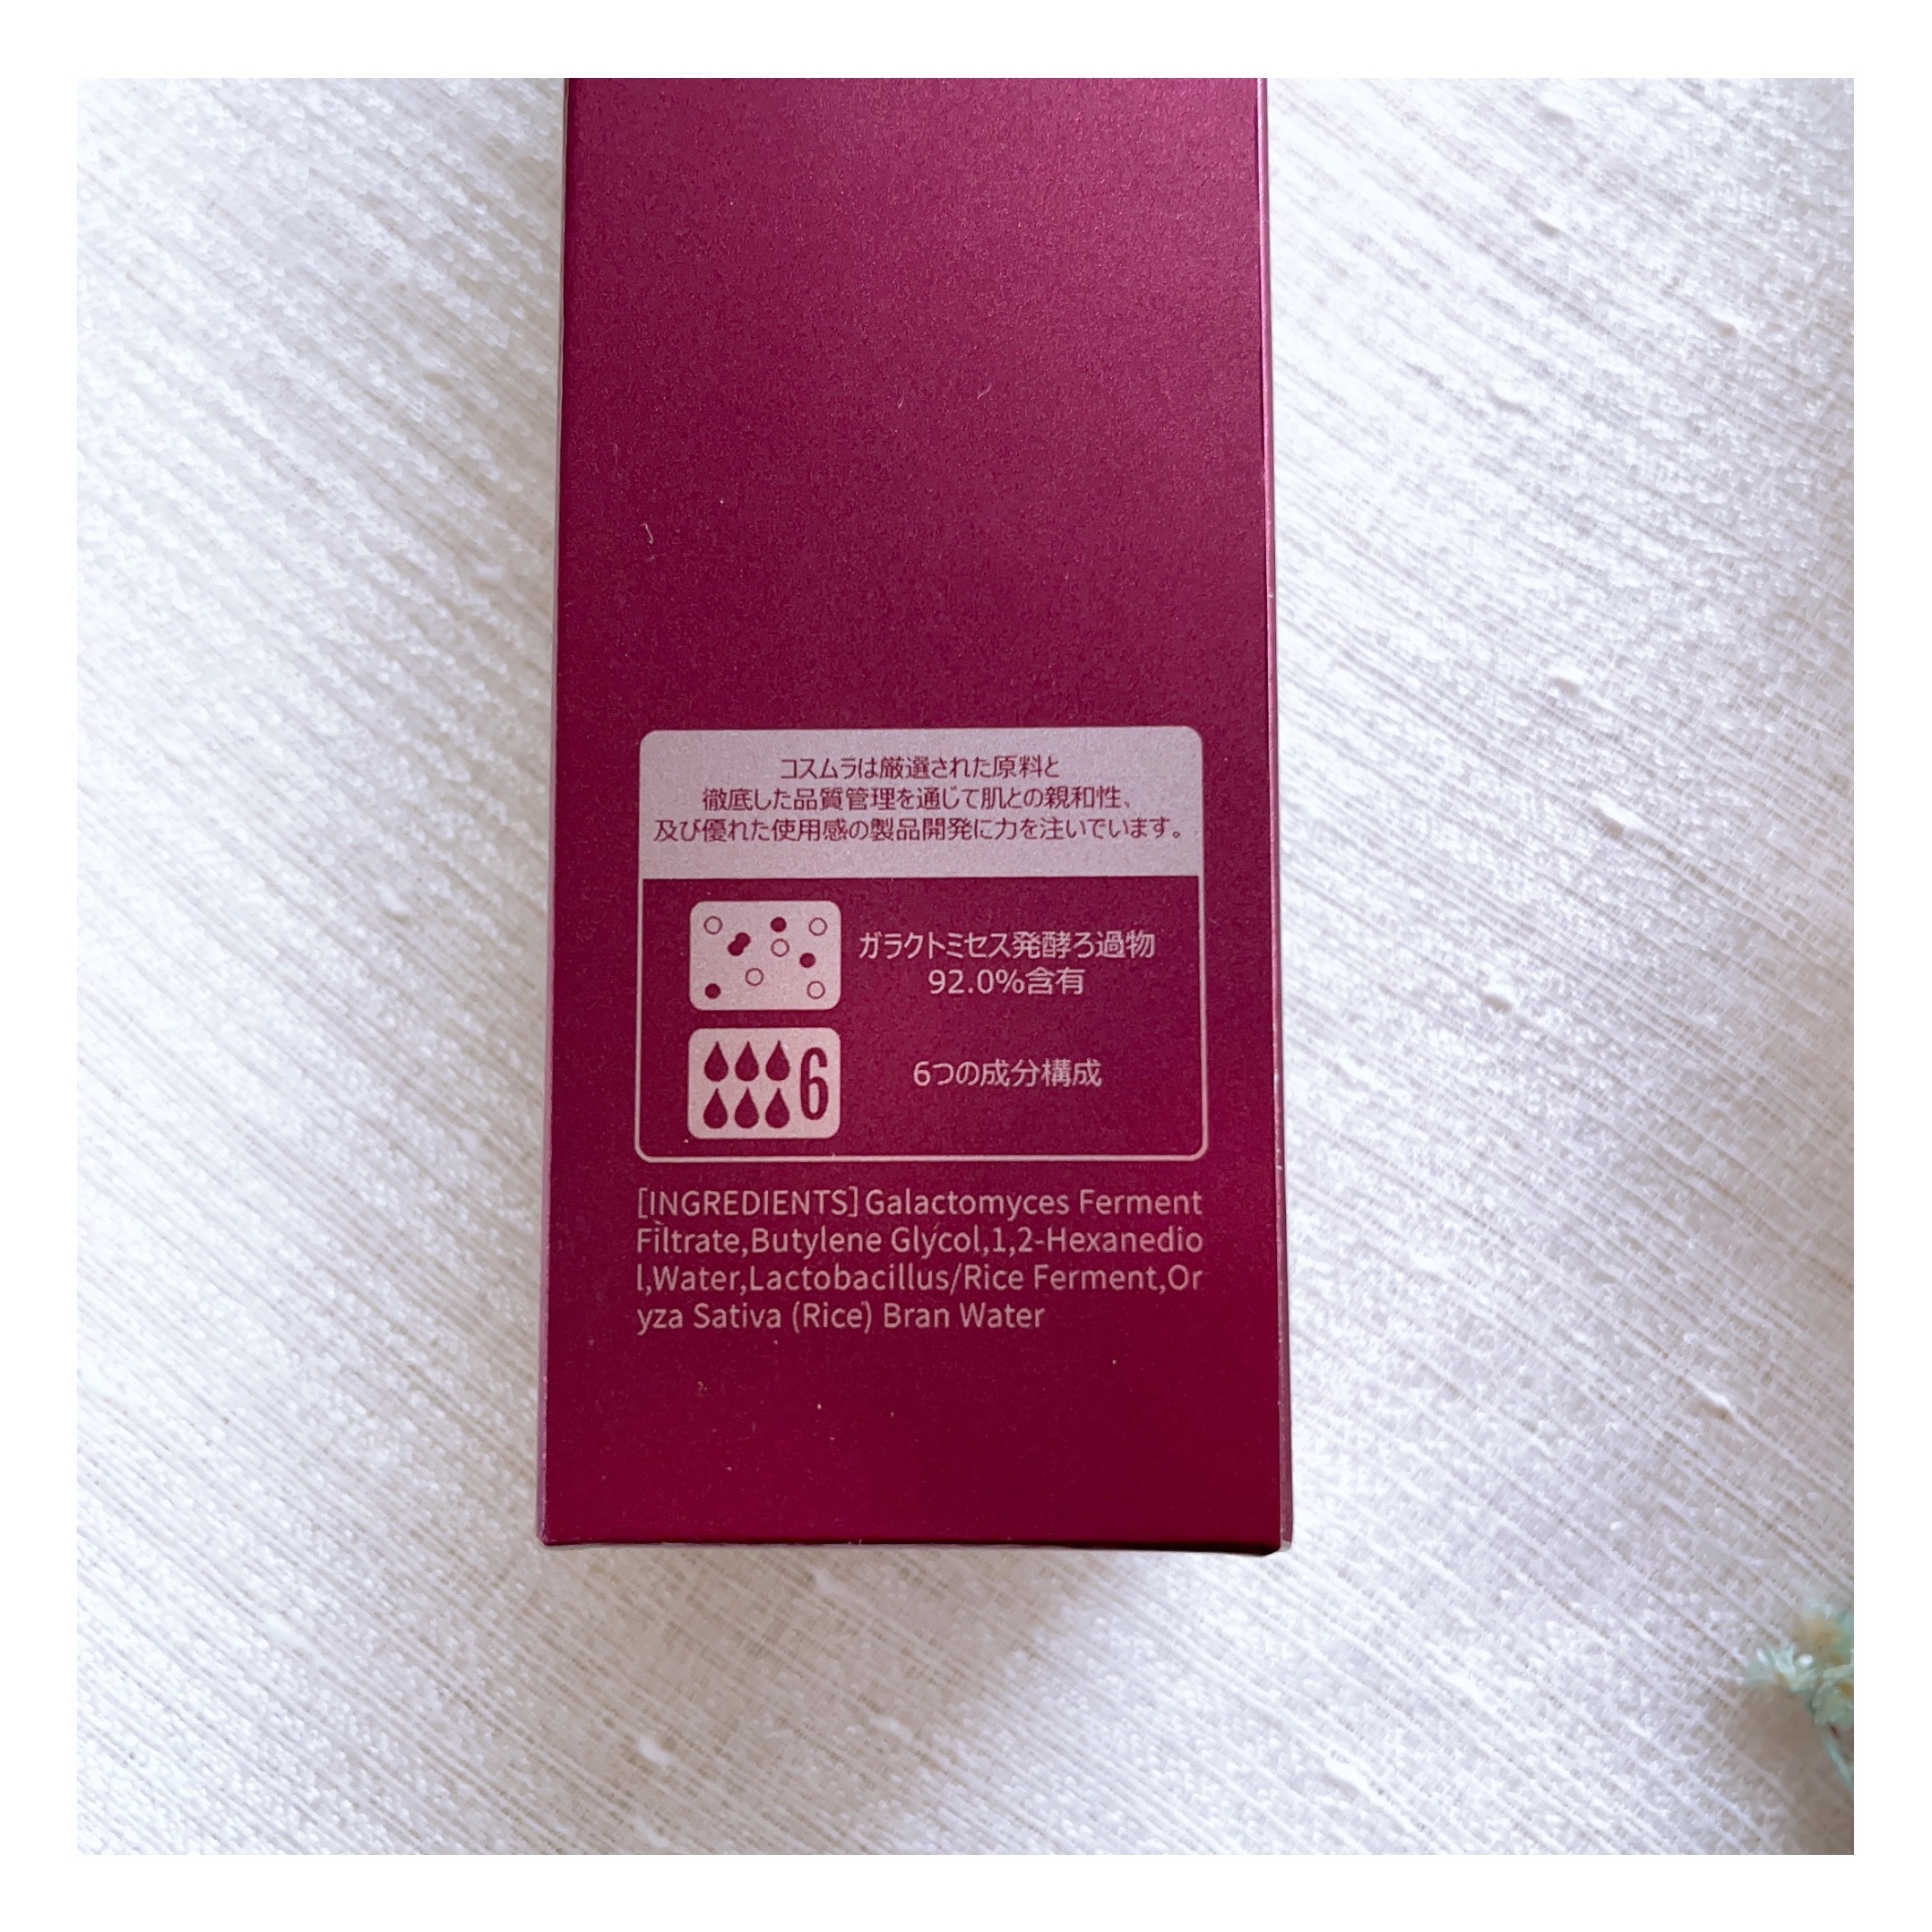 コスムラは厳選された原料と
徹底した品質管理を通じて肌との親和性、
及び優れた使用感の製品開発に力を注いでいます。
ガラクトミセス発酵ろ過物
92.0%含有
6
6つの成分構成
[INGREDIENTS]Galactomyces Ferment
Filtrate,Butylene Glycol,1,2-Hexanedio
l,Water,Lactobacillus/Rice Ferment,Or
yza Sativa (Rice) Bran Water